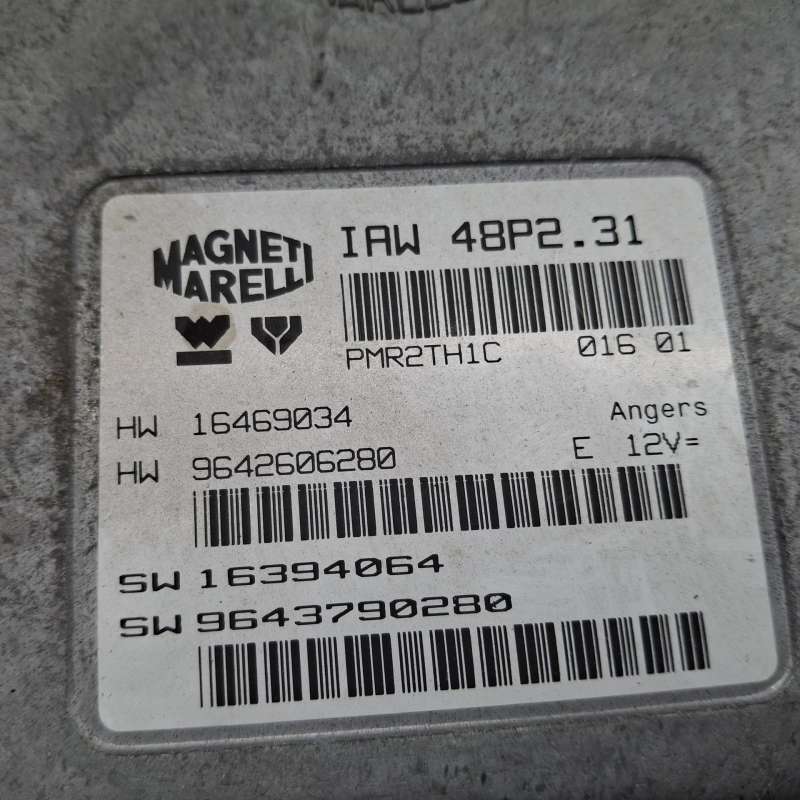 MAGNETI
MARELLI
IAW 48P2.31
PMR2TH1C 016 01
HW 16469034
Angers
HW 9642606280
E 12V=
SW 16394064
SW 9643790280